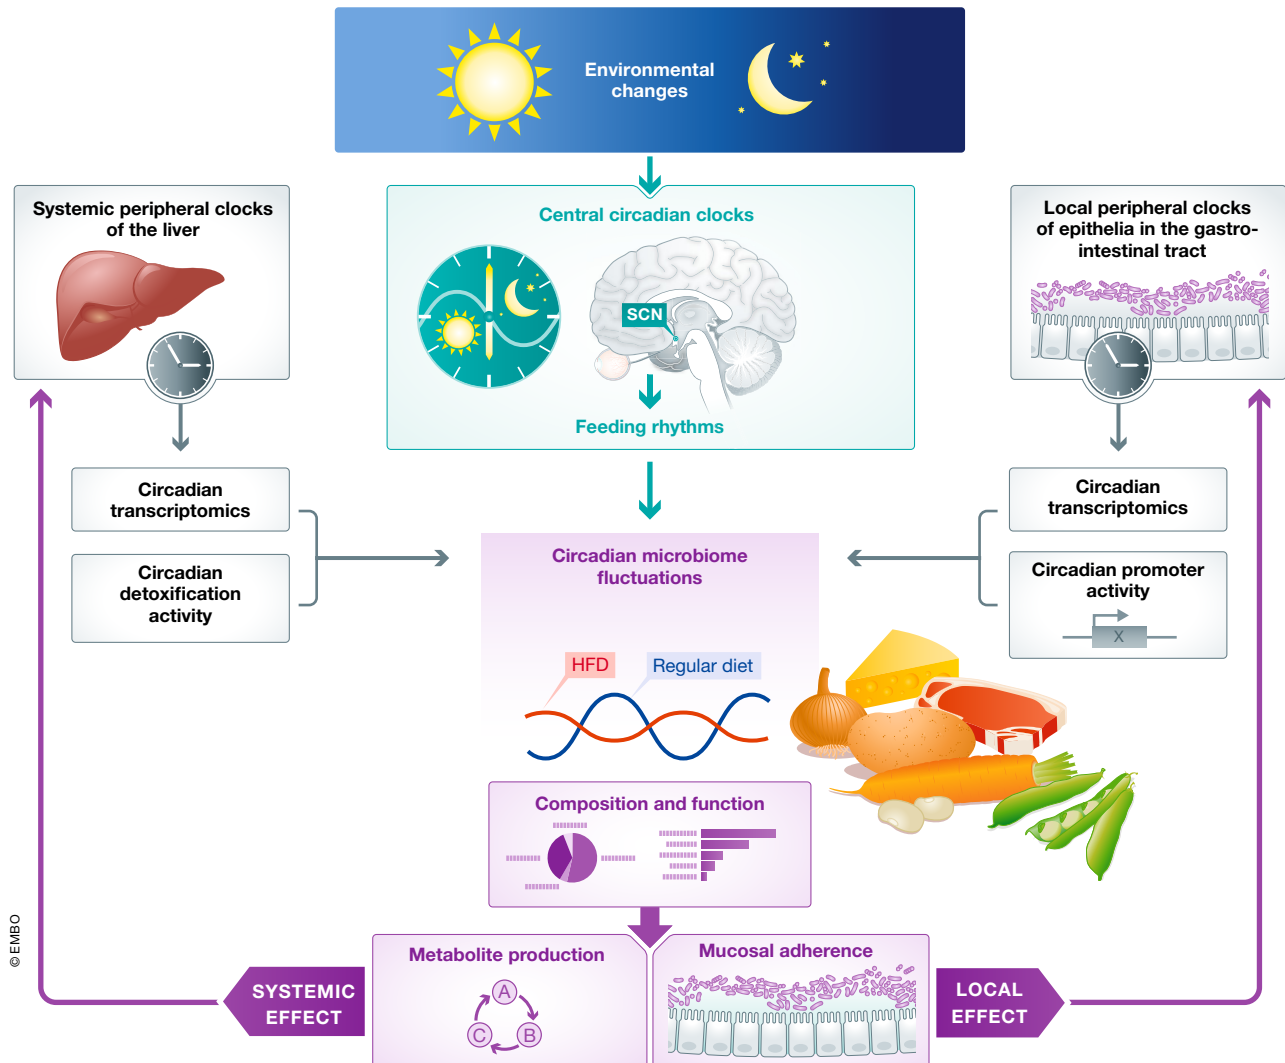 Environmental
changes
Systemic peripheral clocks
of the liver
Central circadian clocks
SCN
Feeding rhythms
Local peripheral clocks
of epithelia in the gastro-
intestinal tract
Circadian
transcriptomics
Circadian
detoxification
activity
Circadian microbiome
fluctuations
HFD
Regular diet
Circadian
transcriptomics
Circadian promoter
activity
X
Composition and function
Metabolite production
A
B
C
Mucosal adherence
SYSTEMIC
EFFECT
LOCAL
EFFECT
© EMBO